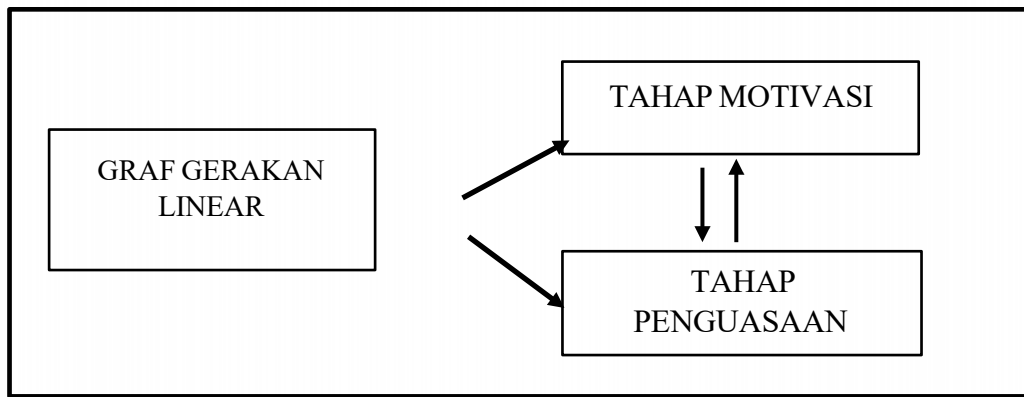 GRAF GERAKAN
LINEAR
TAHAP MOTIVASI
TAHAP
PENGUASAAN